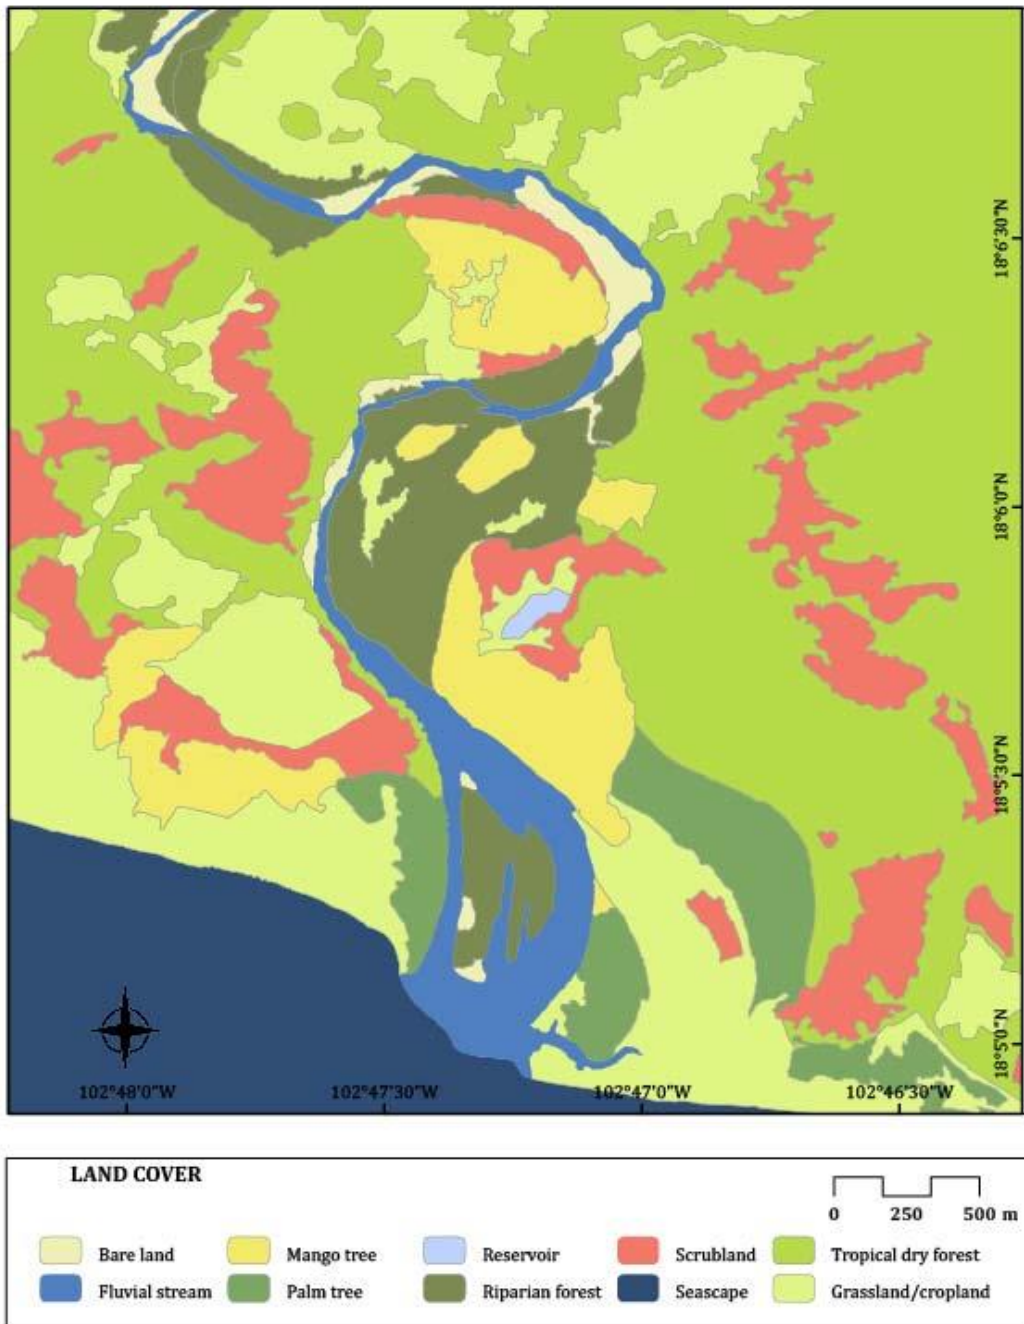 18°6'30"N
18°6'0"N
18°5'30"N
18°5'0"N
102°48'0"W 102°47'30"W 102°47'0"W 102°46'30"W
LAND COVER
0 250 500 m
Bare land Mango tree Reservoir Scrubland Tropical dry forest
Fluvial stream Palm tree Riparian forest Seascape Grassland/cropland